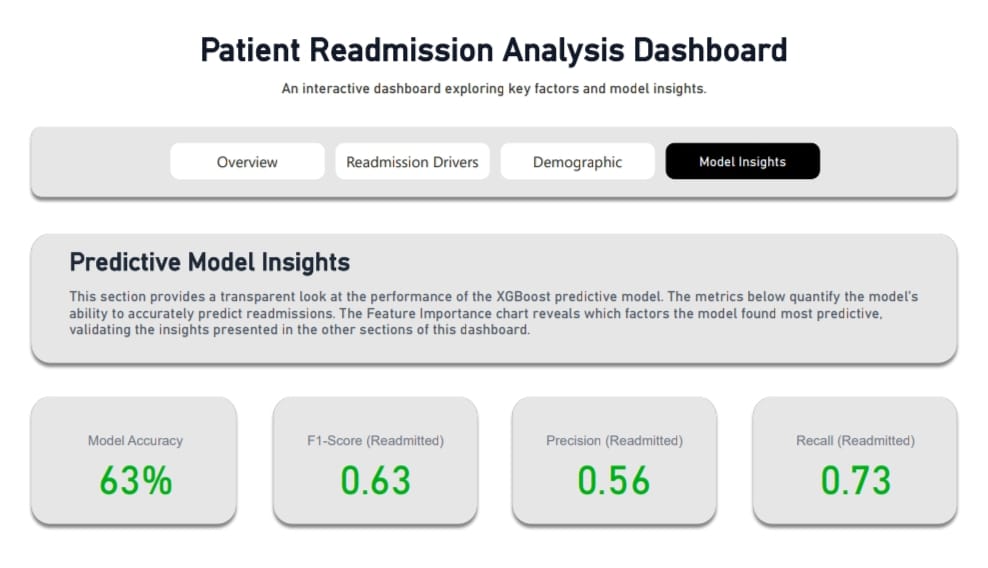 Patient Readmission Analysis Dashboard
An interactive dashboard exploring key factors and model insights.
Overview
Readmission Drivers
Demographic
Model Insights
Predictive Model Insights
This section provides a transparent look at the performance of the XGBoost predictive model. The metrics below quantify the model's
ability to accurately predict readmissions. The Feature Importance chart reveals which factors the model found most predictive,
validating the insights presented in the other sections of this dashboard.
Model Accuracy
63%
F1-Score (Readmitted)
0.63
Precision (Readmitted)
0.56
Recall (Readmitted)
0.73